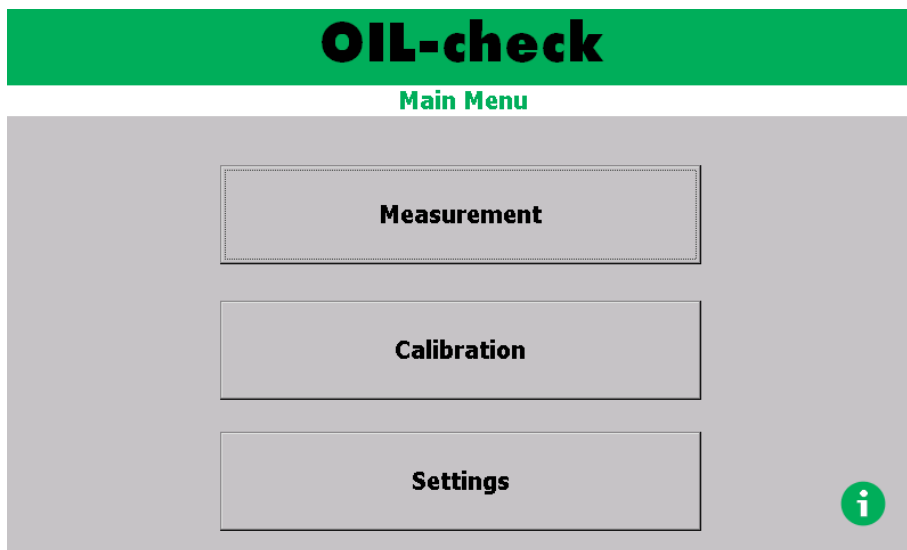 OIL-check
Main Menu
Measurement
Calibration
Settings
i